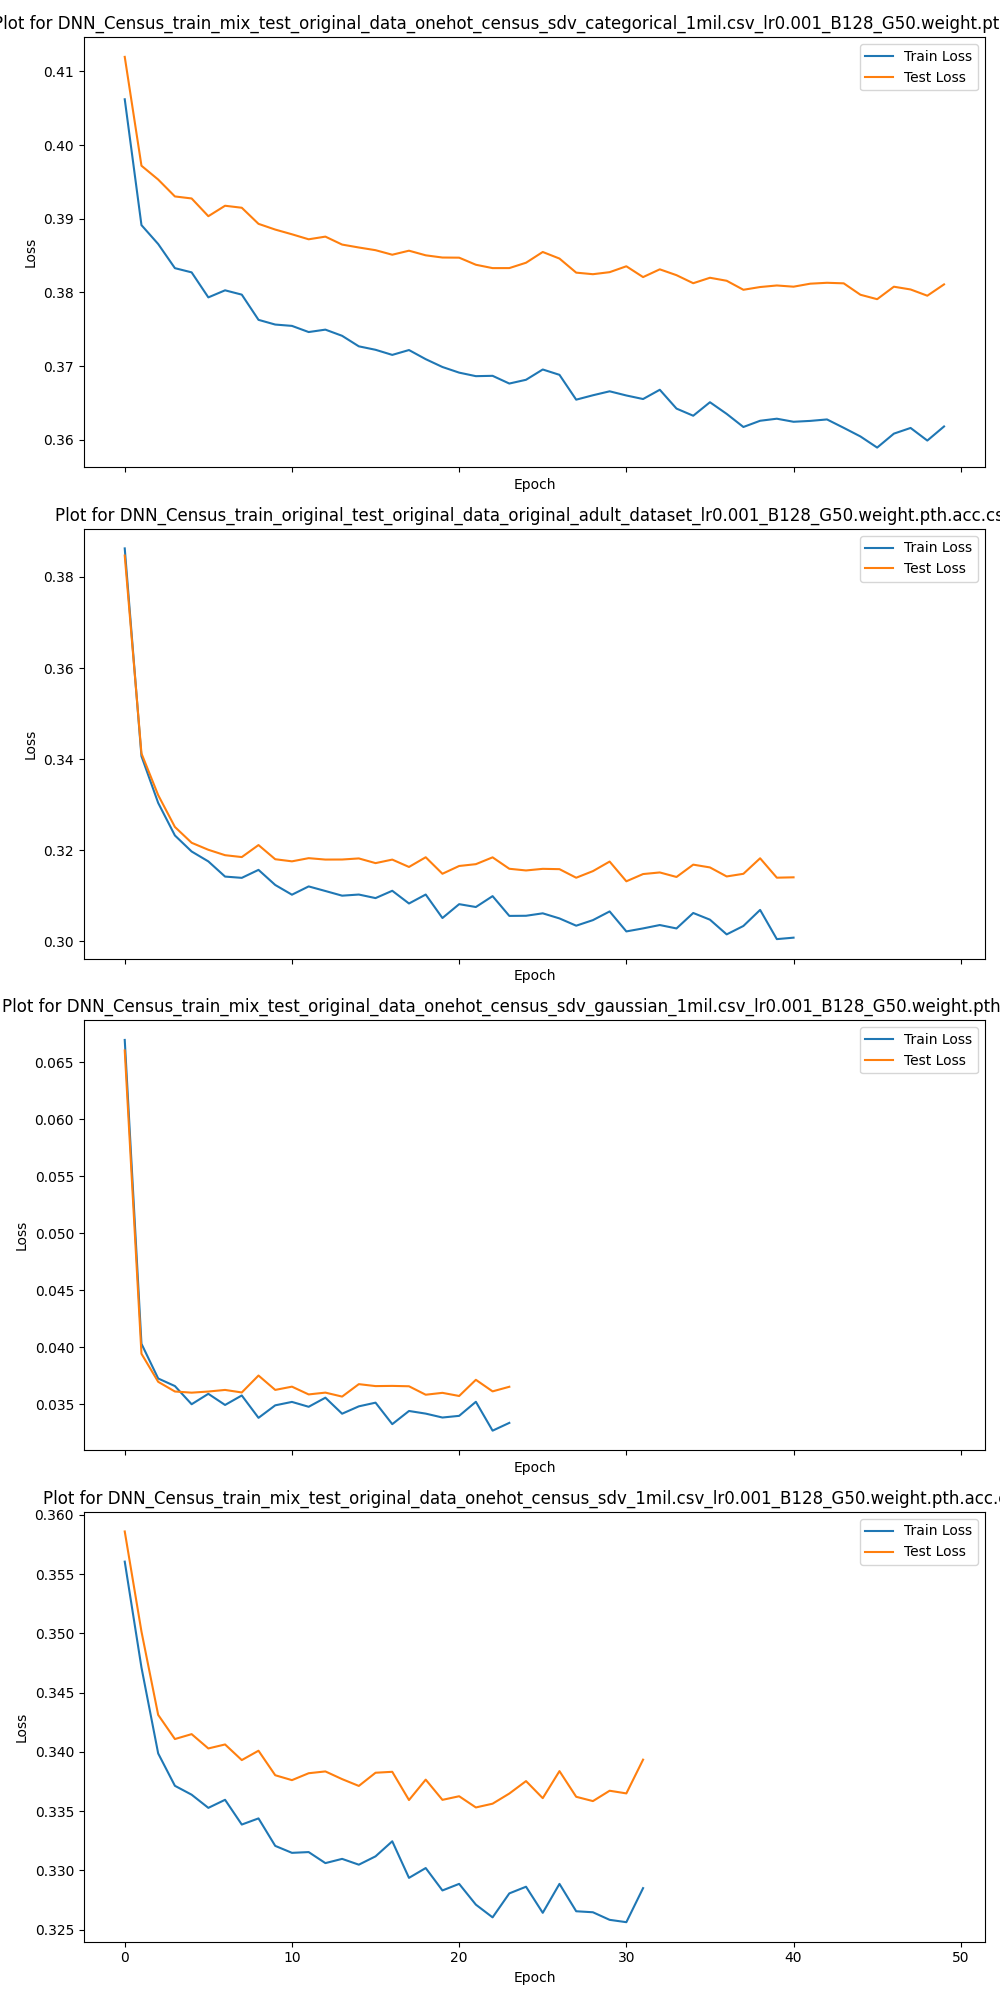 Plot for DNN_Census_train_mix_test_original_data_onehot_census_sdv_categorical_1mil.csv_lr0.001_B128_G50.weight.pt
Train Loss
Test Loss
0.41
0.40
0.39
0.38
0.37
0.36
Loss
Epoch
Plot for DNN_Census_train_original_test_original_data_original_adult_dataset_lr0.001_B128_G50.weight.pth.acc.cs
Train Loss
Test Loss
0.38
0.36
0.34
0.32
0.30
Loss
Epoch
Plot for DNN_Census_train_mix_test_original_data_onehot_census_sdv_gaussian_1mil.csv_lr0.001_B128_G50.weight.pth
Train Loss
Test Loss
0.065
0.060
0.055
0.050
0.045
0.040
0.035
Loss
Epoch
Plot for DNN_Census_train_mix_test_original_data_onehot_census_sdv_1mil.csv_lr0.001_B128_G50.weight.pth.acc.
Train Loss
Test Loss
0.360
0.355
0.350
0.345
0.340
0.335
0.330
0.325
Loss
0 10 20 30 40 50
Epoch